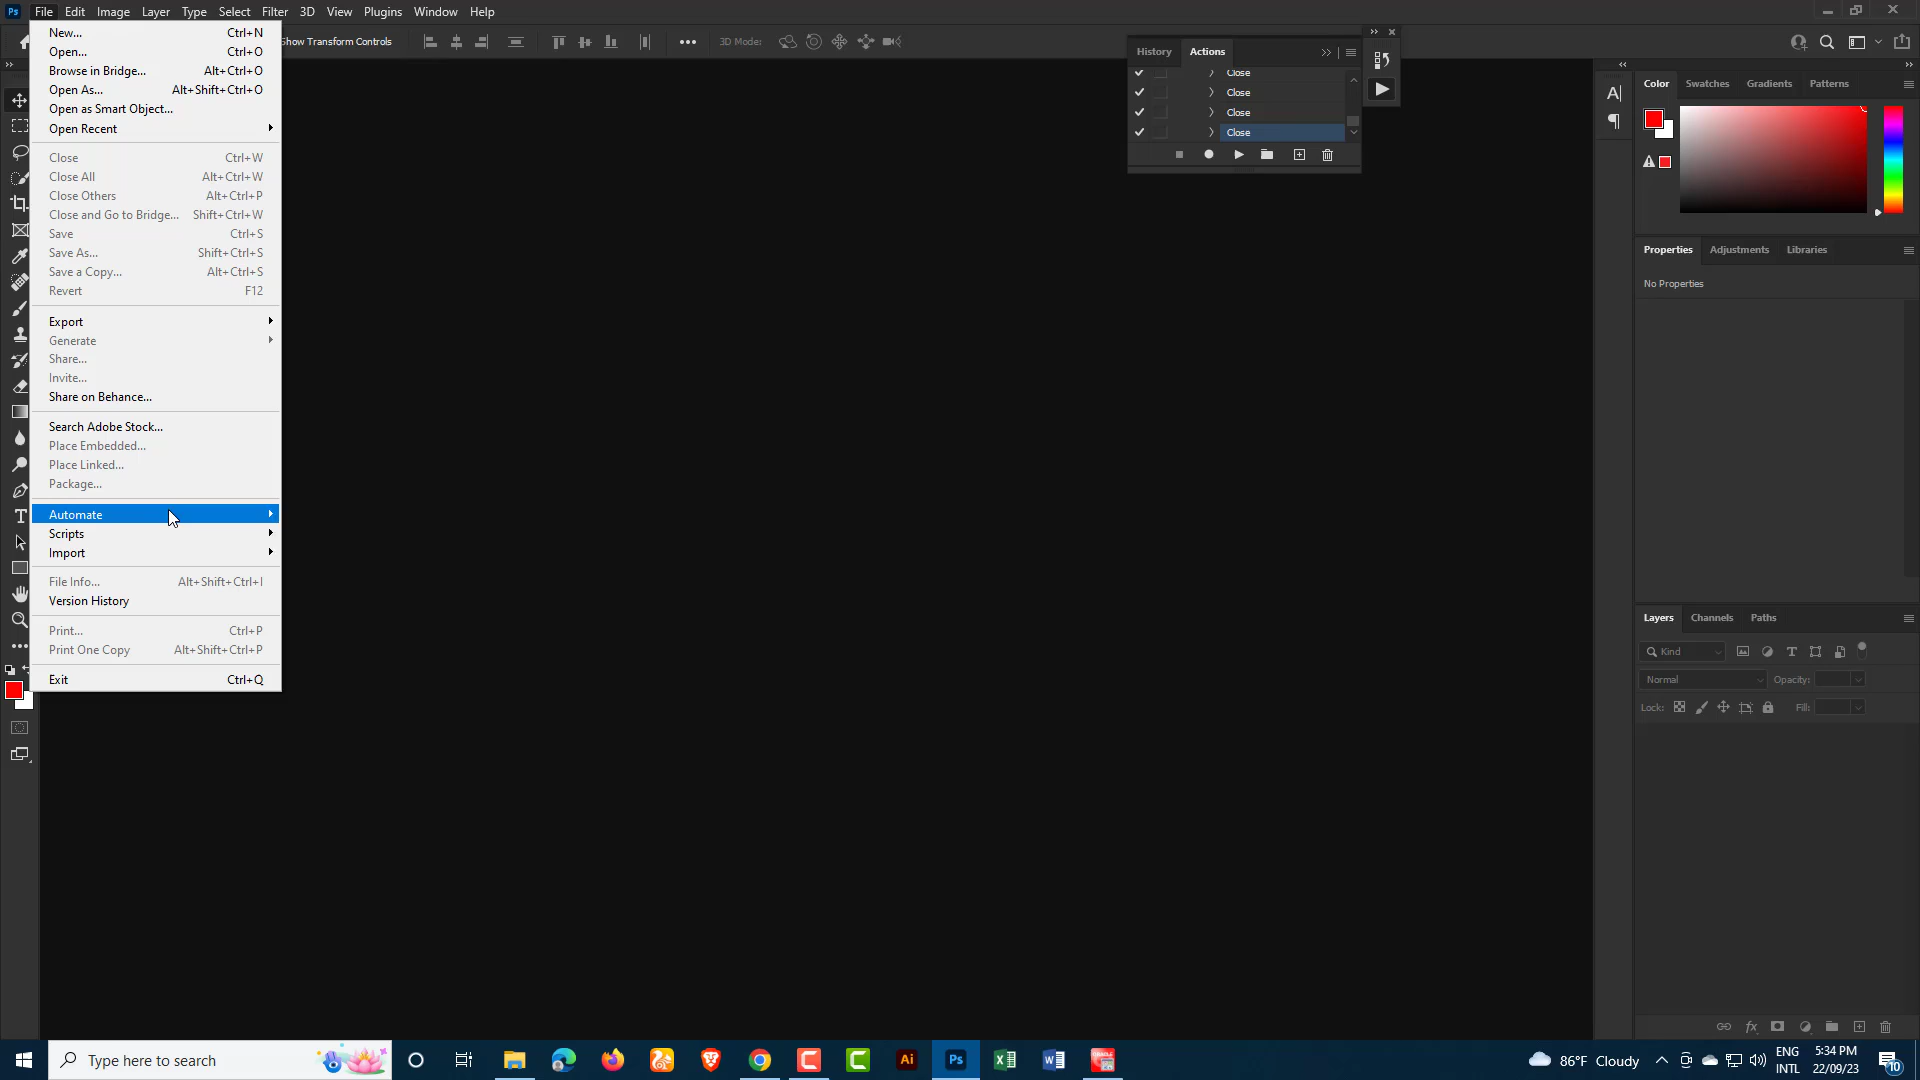 Ps File Edit Image Layer Type Select Filter 3D View Plugins Window Help
Show Transform Controls 3D Mode:
New... Ctrl+N
Open... Ctrl+O
Browse in Bridge... Alt+Ctrl+O
Open As... Alt+Shift+Ctrl+O
Open as Smart Object...
Open Recent
Close Ctrl+W
Close All Alt+Ctrl+W
Close Others Alt+Ctrl+P
Close and Go to Bridge... Shift+Ctrl+W
Save Ctrl+S
Save As... Shift+Ctrl+S
Save a Copy... Alt+Ctrl+S
Revert F12
Export
Generate
Share...
Invite...
Share on Behance...
Search Adobe Stock...
Place Embedded...
Place Linked...
Package...
Automate
Scripts
Import
File Info... Alt+Shift+Ctrl+I
Version History
Print... Ctrl+P
Print One Copy Alt+Shift+Ctrl+P
Exit Ctrl+Q
History Actions
Close
Close
Close
Close
Color Swatches Gradients Patterns
Properties Adjustments Libraries
No Properties
Layers Channels Paths
Kind
Normal Opacity:
Lock: Fill:
Type here to search
Ai Ps
86°F Cloudy
ENG
INTL
5:34 PM
22/09/23
10